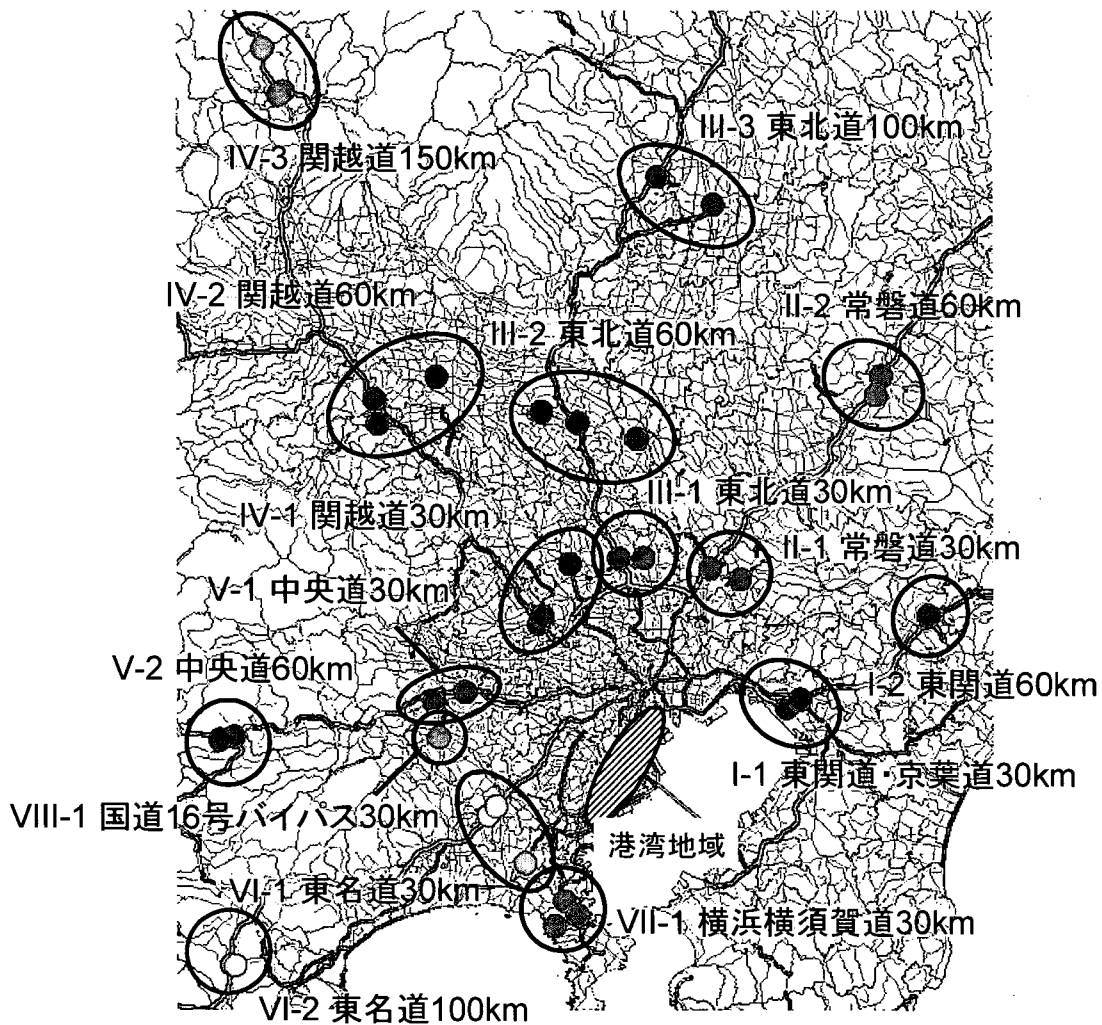 III-3 東北道100km
IV-3 関越道150km
IV-2 関越道60km
II-2 常磐道60km
III-2 東北道60km
III-1 東北道30km
IV-1 関越道30km
II-1 常磐道30km
V-1 中央道30km
V-2 中央道60km
I-2 東関道60km
I-1 東関道・京葉道30km
VIII-1 国道16号バイパス30km
港湾地域
VI-1 東名道30km
VII-1 横浜横須賀道30km
VI-2 東名道100km